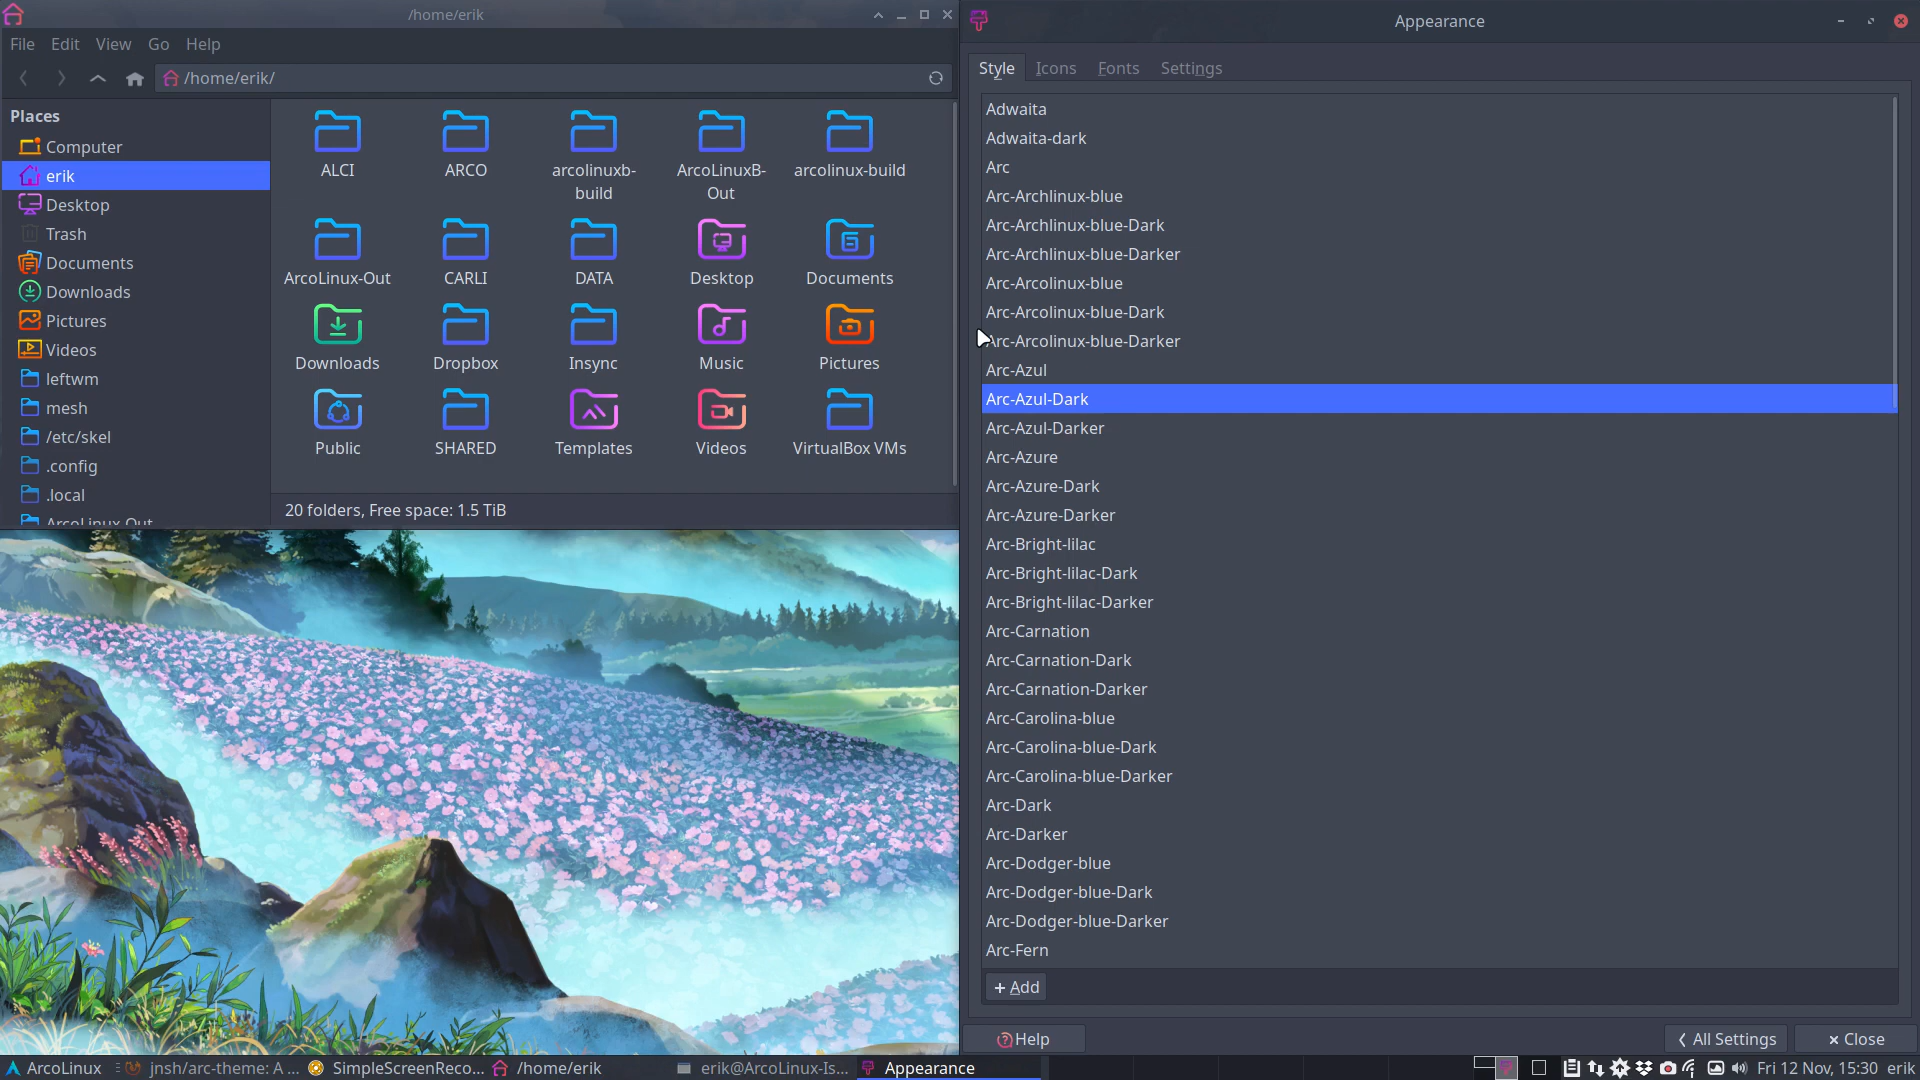 /home/erik
File Edit View Go Help
/home/erik/
Places
Computer
erik
Desktop
Trash
Documents
Downloads
Pictures
Videos
leftwm
mesh
/etc/skel
.config
.local
ArcoLinux-Out
ALCI
ARCO
arcolinuxb-
build
ArcoLinuxB-
Out
arcolinux-build
ArcoLinux-Out
CARLI
DATA
Desktop
Documents
Downloads
Dropbox
Insync
Music
Pictures
Public
SHARED
Templates
Videos
VirtualBox VMs
20 folders, Free space: 1.5 TiB
Appearance
Style Icons Fonts Settings
Adwaita
Adwaita-dark
Arc
Arc-Archlinux-blue
Arc-Archlinux-blue-Dark
Arc-Archlinux-blue-Darker
Arc-Arcolinux-blue
Arc-Arcolinux-blue-Dark
Arc-Arcolinux-blue-Darker
Arc-Azul
Arc-Azul-Dark
Arc-Azul-Darker
Arc-Azure
Arc-Azure-Dark
Arc-Azure-Darker
Arc-Bright-lilac
Arc-Bright-lilac-Dark
Arc-Bright-lilac-Darker
Arc-Carnation
Arc-Carnation-Dark
Arc-Carnation-Darker
Arc-Carolina-blue
Arc-Carolina-blue-Dark
Arc-Carolina-blue-Darker
Arc-Dark
Arc-Darker
Arc-Dodger-blue
Arc-Dodger-blue-Dark
Arc-Dodger-blue-Darker
Arc-Fern
+ Add
Help
All Settings
Close
ArcoLinux
jnsh/arc-theme: A ...
SimpleScreenReco...
/home/erik
erik@ArcoLinux-Is...
Appearance
Fri 12 Nov, 15:30 erik